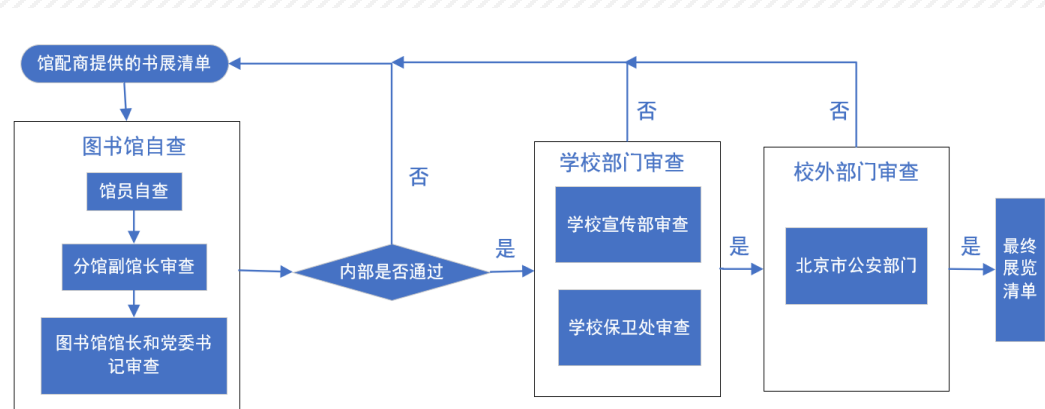 馆配商提供的书展清单
图书馆自查
馆员自查
分馆副馆长审查
图书馆馆长和党委书
记审查
否
内部是否通过
是
否
学校部门审查
学校宣传部审查
学校保卫处审查
是
否
校外部门审查
北京市公安部门
是
最终
展览
清单